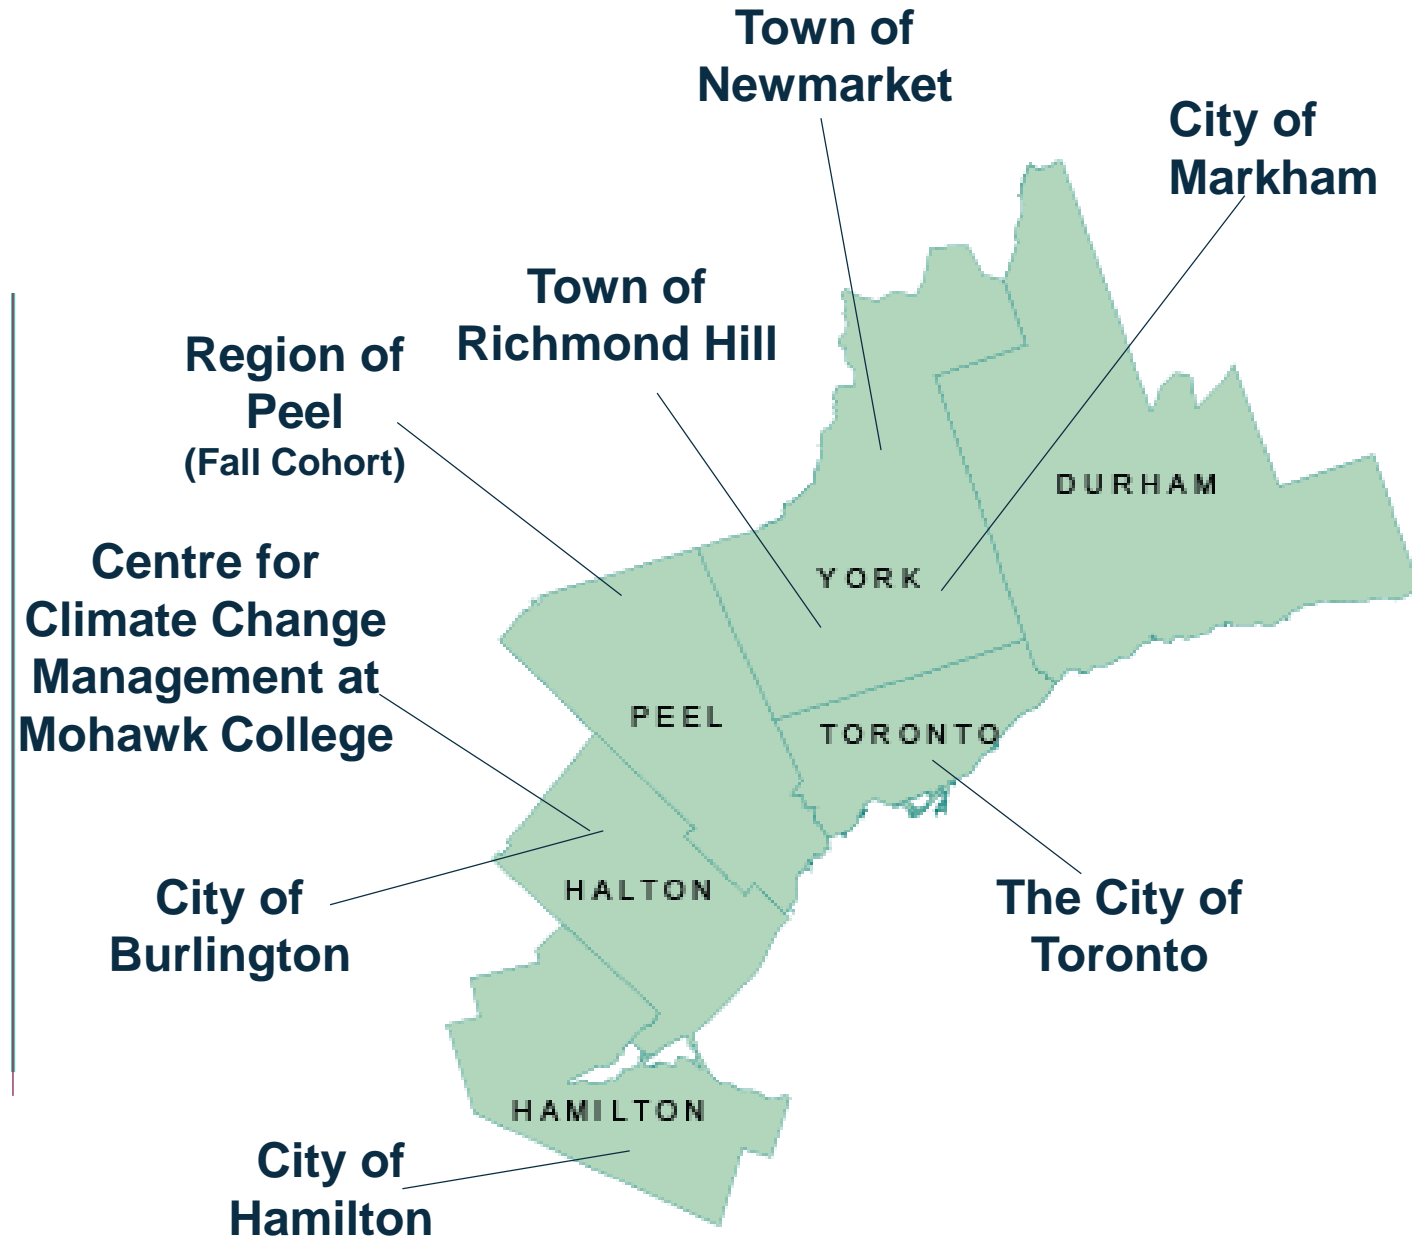 Town of
Newmarket
City of
Markham
Town of
Richmond Hill
Region of
Peel
(Fall Cohort)
DURHAM
Centre for
Climate Change
Management at
Mohawk College
YORK
PEEL
TORONTO
City of
Burlington
HALTON
The City of
Toronto
HAMILTON
City of
Hamilton